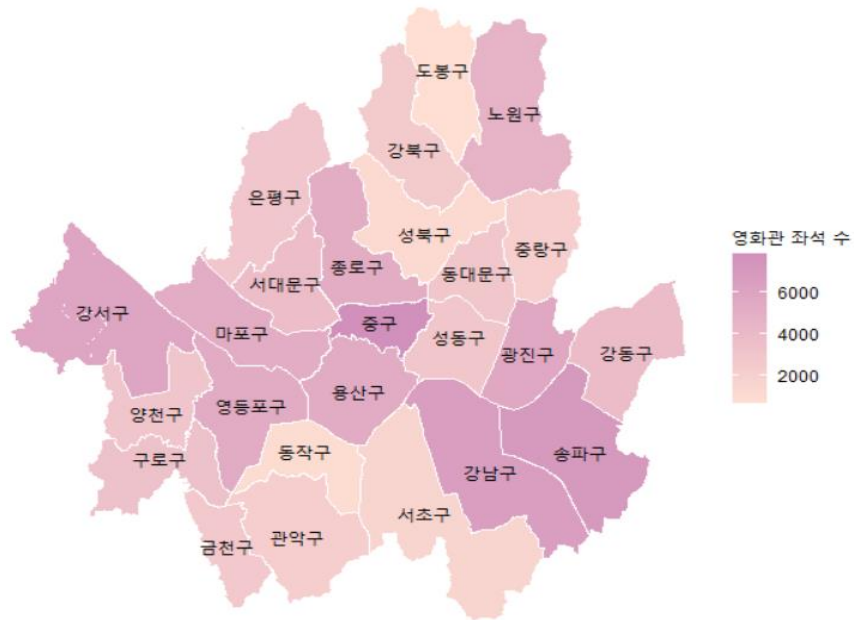 도봉구
노원구
강북구
은평구
성북구
중랑구
종로구
동대문구
서대문구
강서구
마포구
중구
성동구
광진구
강동구
양천구
영등포구
용산구
동작구
송파구
구로구
강남구
서초구
관악구
금천구
영화관 좌석 수
6000
4000
2000